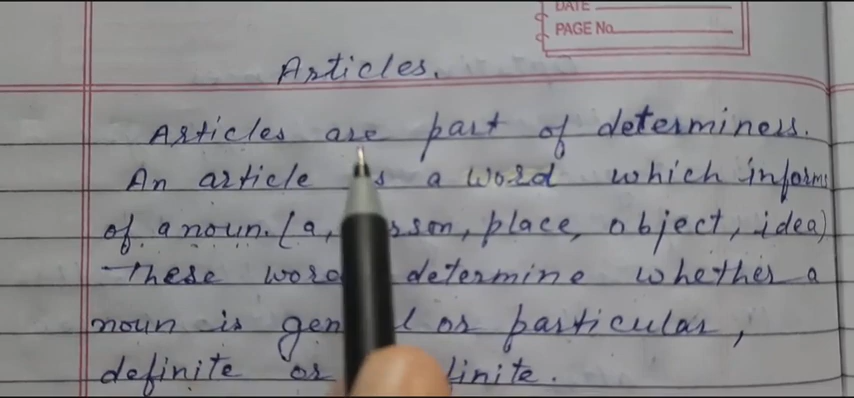 DATE
PAGE No.
Articles.
Articles are part of determiners.
An article a word which informs
of a noun. (a, place, object, idea)
These determine whether a
noun is or particular,
definite or